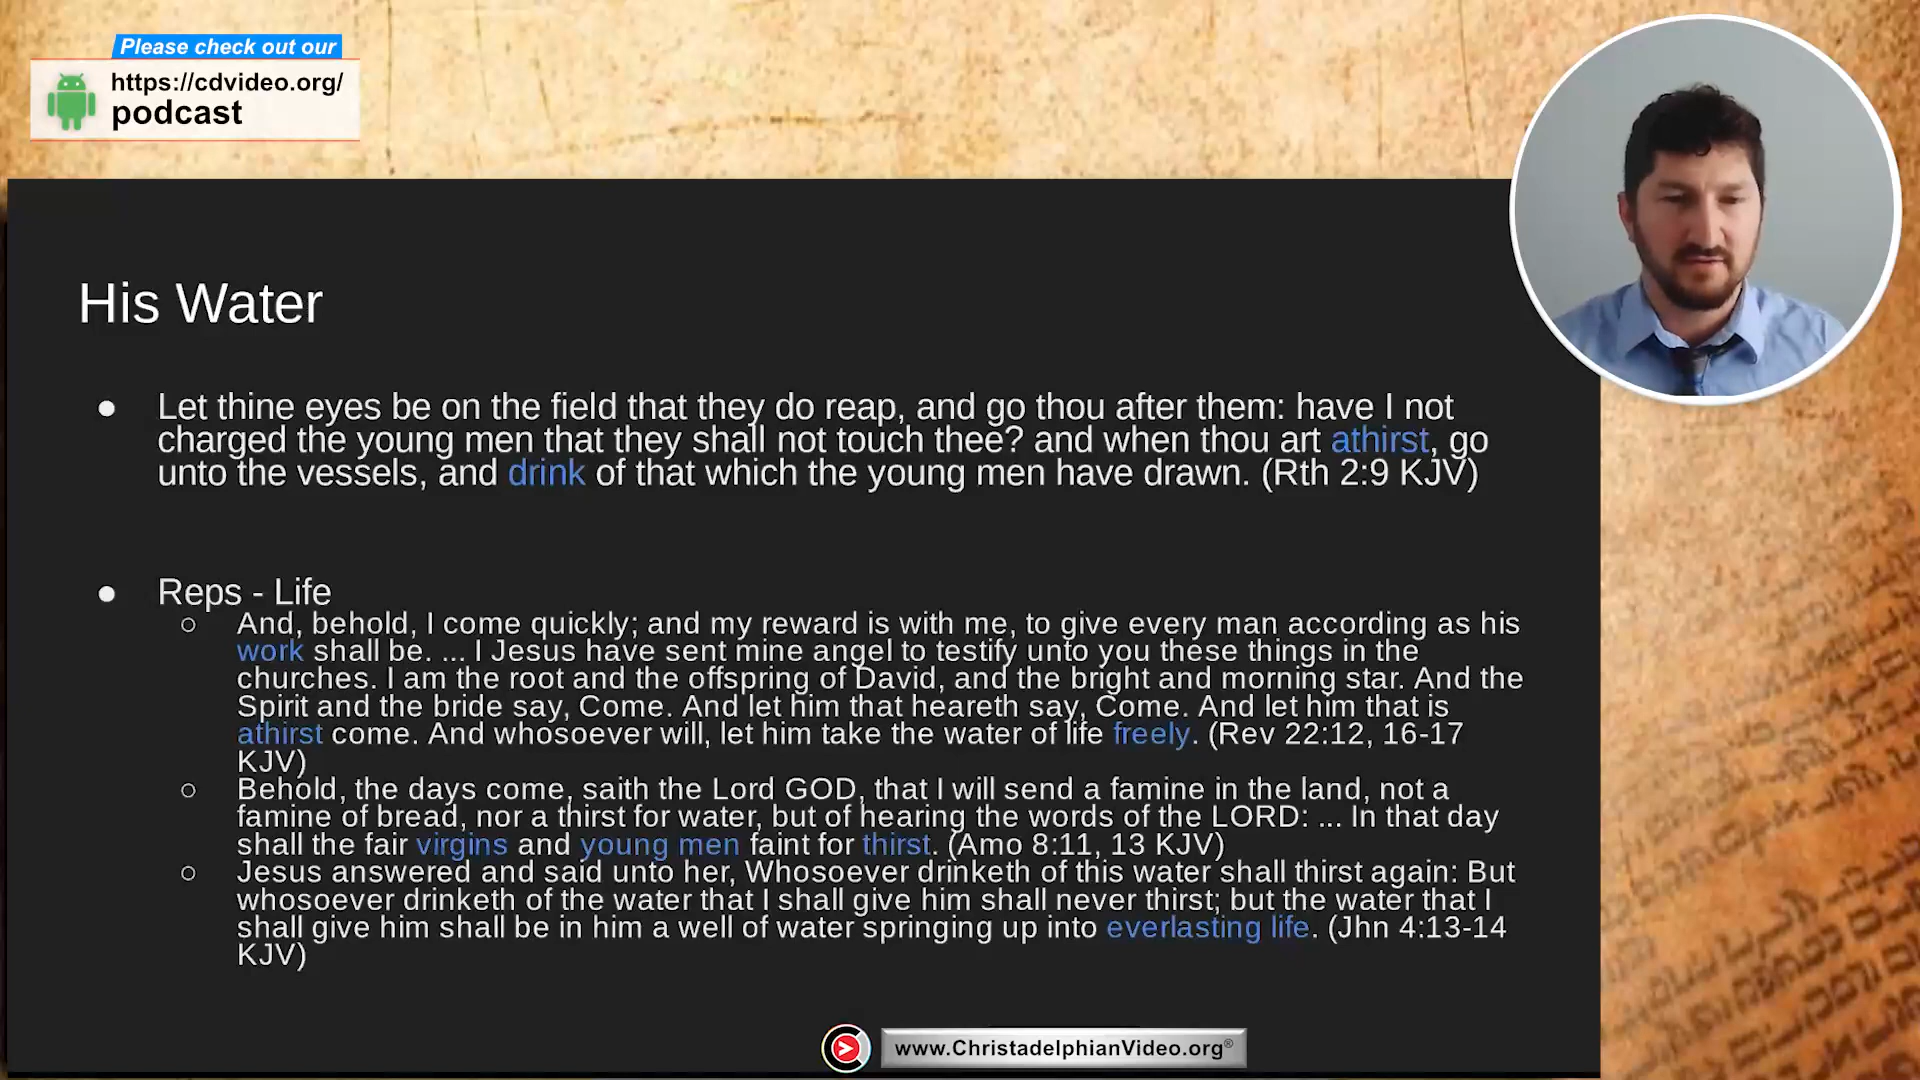 Please check out our
https://cdvideo.org/
podcast
His Water
● Let thine eyes be on the field that they do reap, and go thou after them: have I not
charged the young men that they shall not touch thee? and when thou art athirst, go
unto the vessels, and drink of that which the young men have drawn. (Rth 2:9 KJV)
● Reps - Life
○ And, behold, I come quickly; and my reward is with me, to give every man according as his
work shall be. ... I Jesus have sent mine angel to testify unto you these things in the
churches. I am the root and the offspring of David, and the bright and morning star. And the
Spirit and the bride say, Come. And let him that heareth say, Come. And let him that is
athirst come. And whosoever will, let him take the water of life freely. (Rev 22:12, 16-17
KJV)
○ Behold, the days come, saith the Lord GOD, that I will send a famine in the land, not a
famine of bread, nor a thirst for water, but of hearing the words of the LORD: ... In that day
shall the fair virgins and young men faint for thirst. (Amo 8:11, 13 KJV)
○ Jesus answered and said unto her, Whosoever drinketh of this water shall thirst again: But
whosoever drinketh of the water that I shall give him shall never thirst; but the water that I
shall give him shall be in him a well of water springing up into everlasting life. (Jhn 4:13-14
KJV)
www.ChristadelphianVideo.org®